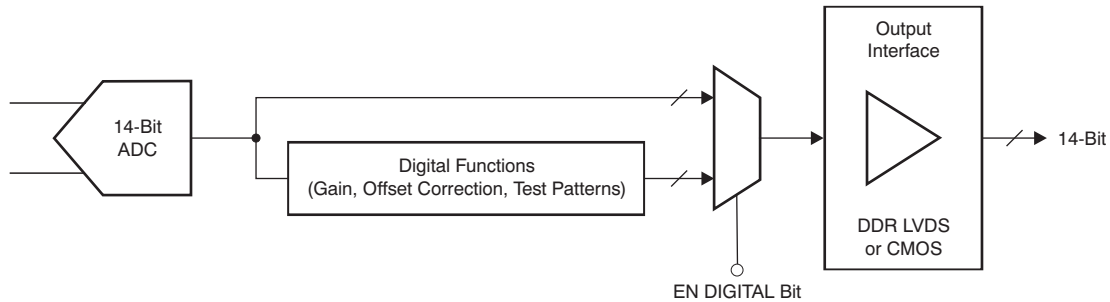 14-Bit
ADC
Digital Functions
(Gain, Offset Correction, Test Patterns)
EN DIGITAL Bit
Output
Interface
DDR LVDS
or CMOS
14-Bit